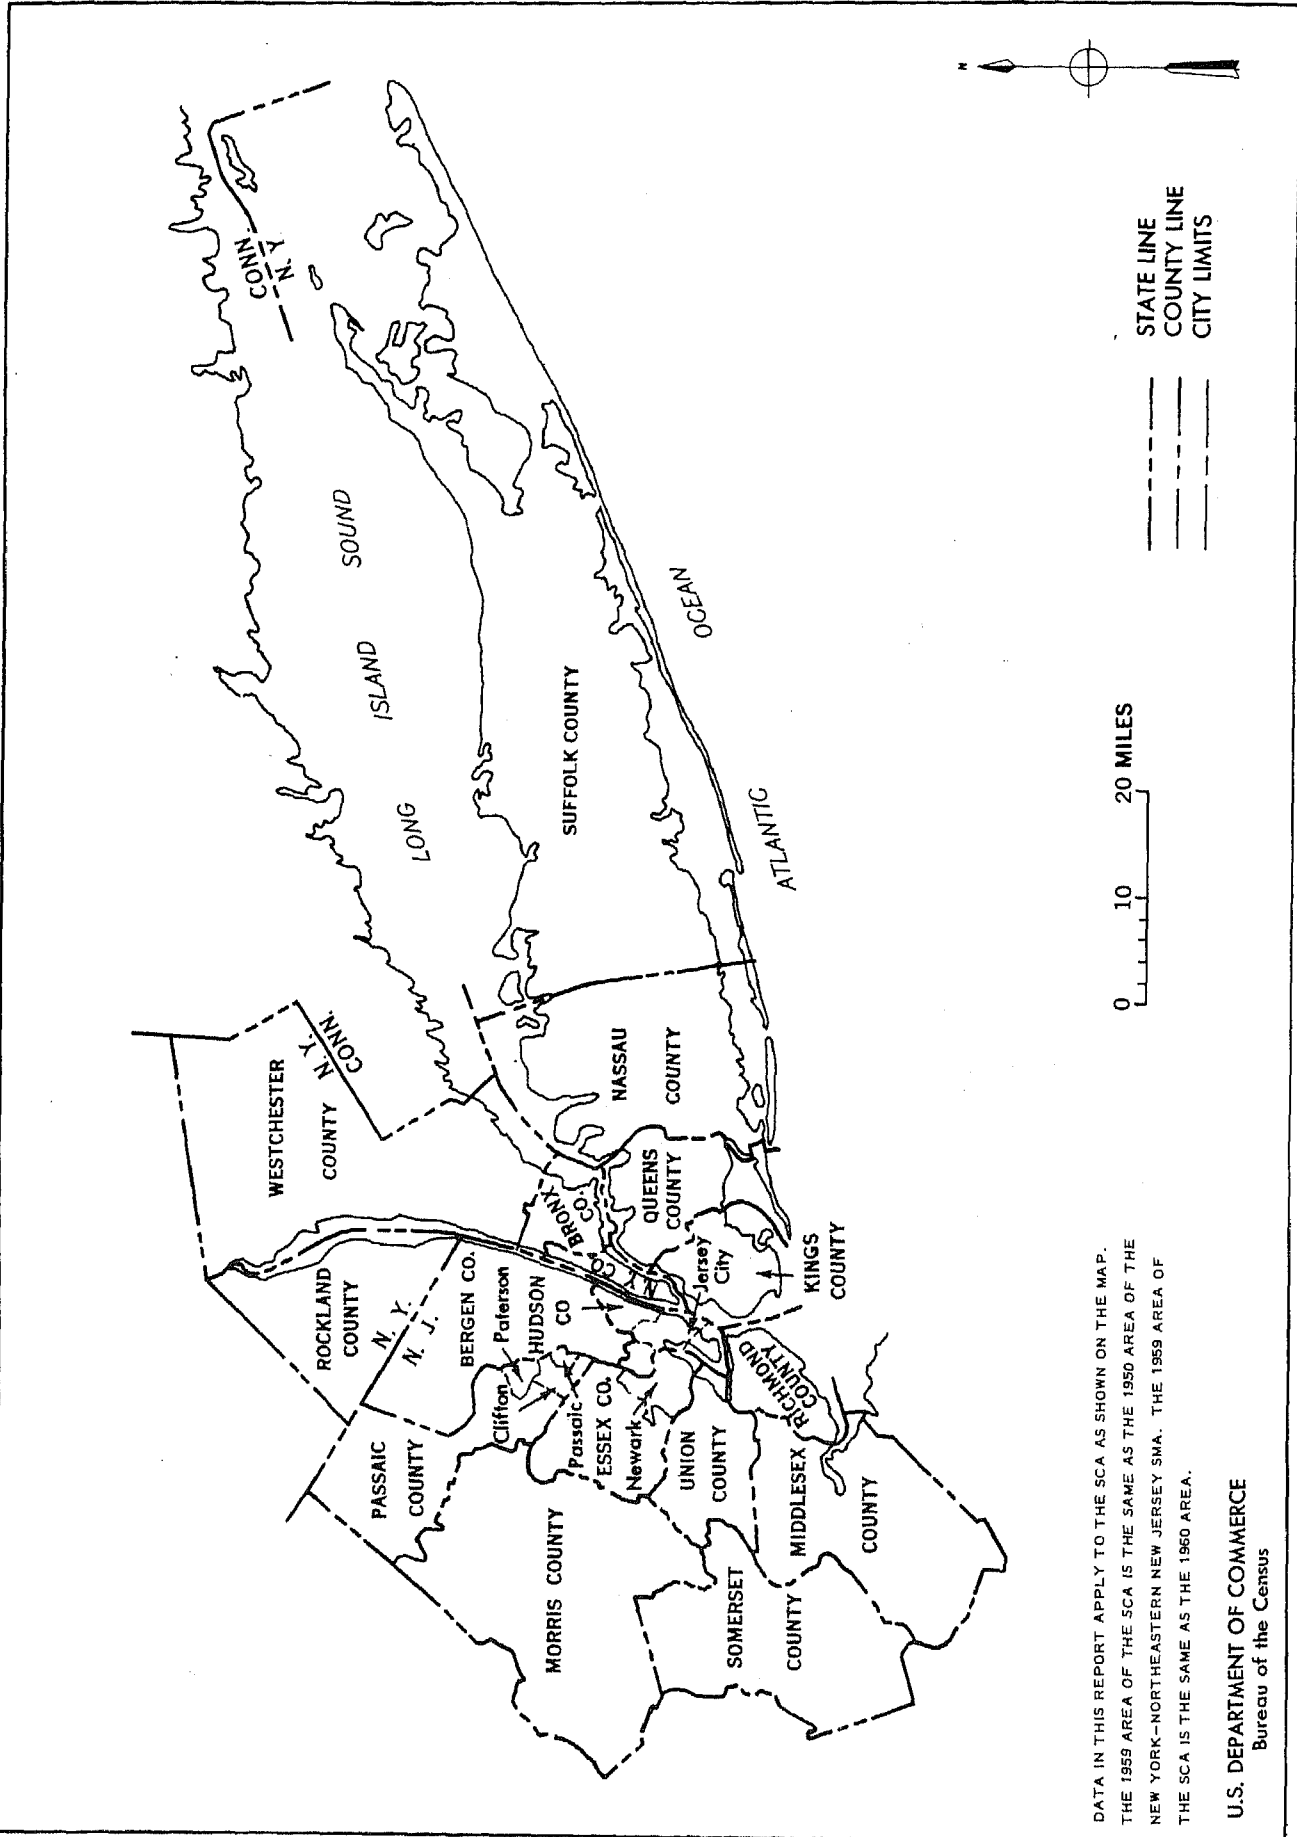 N
CONN.
N. Y
LONG ISLAND SOUND
WESTCHESTER
COUNTY
N. Y.
CONN.
ROCKLAND
COUNTY
N. Y.
N. J.
PASSAIC
COUNTY
BERGEN CO.
Paterson
Clifton
Passaic
HUDSON
CO
BRONX
CO.
N.Y. CO.
MORRIS COUNTY
ESSEX CO.
Newark
Jersey
City
QUEENS
COUNTY
NASSAU
COUNTY
SUFFOLK COUNTY
UNION
COUNTY
RICHMOND
COUNTY
KINGS
COUNTY
SOMERSET
COUNTY
MIDDLESEX
COUNTY
ATLANTIC OCEAN
0 10 20 MILES
STATE LINE
COUNTY LINE
CITY LIMITS
DATA IN THIS REPORT APPLY TO THE SCA AS SHOWN ON THE MAP.
THE 1959 AREA OF THE SCA IS THE SAME AS THE 1950 AREA OF THE
NEW YORK-NORTHEASTERN NEW JERSEY SMA. THE 1959 AREA OF
THE SCA IS THE SAME AS THE 1960 AREA.
U.S. DEPARTMENT OF COMMERCE
Bureau of the Census